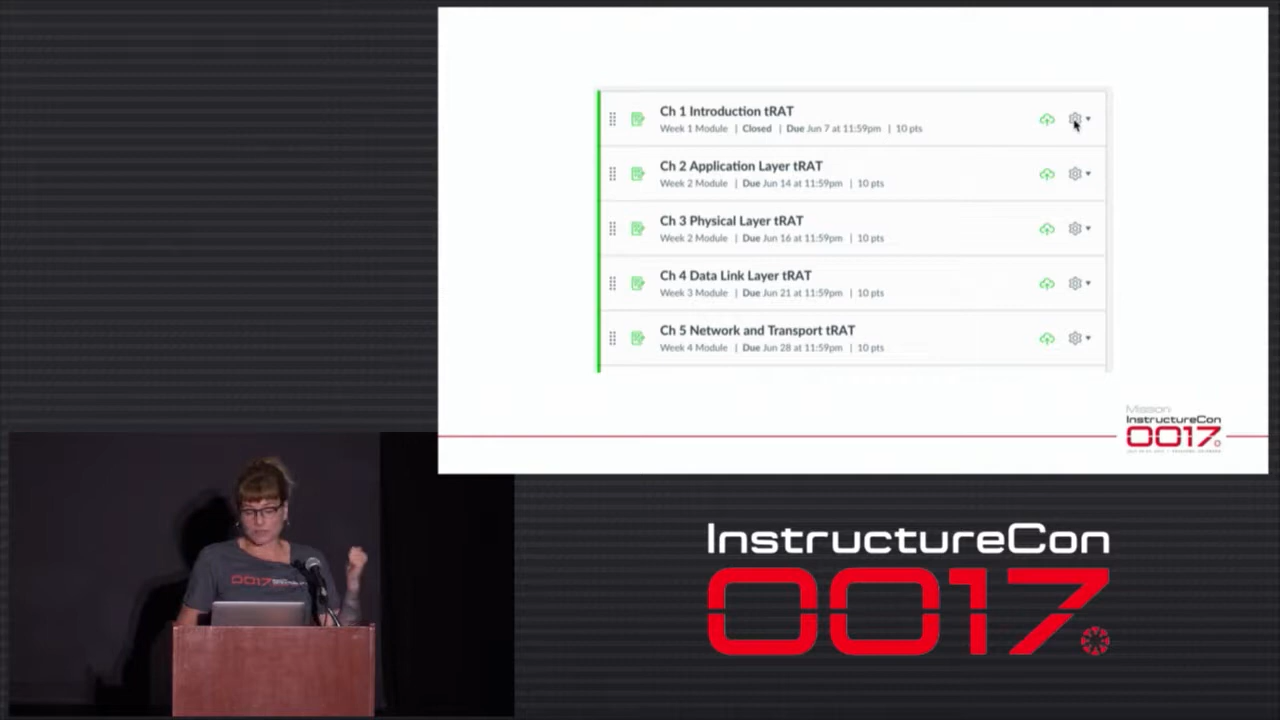 Ch 1 Introduction tRAT
Week 1 Module | Closed | Due Jun 7 at 11:59pm | 10 pts
Ch 2 Application Layer tRAT
Week 2 Module | Due Jun 14 at 11:59pm | 10 pts
Ch 3 Physical Layer tRAT
Week 2 Module | Due Jun 16 at 11:59pm | 10 pts
Ch 4 Data Link Layer tRAT
Week 3 Module | Due Jun 21 at 11:59pm | 10 pts
Ch 5 Network and Transport tRAT
Week 4 Module | Due Jun 28 at 11:59pm | 10 pts
Mission:
InstructureCon
0017
0017
InstructureCon
0017